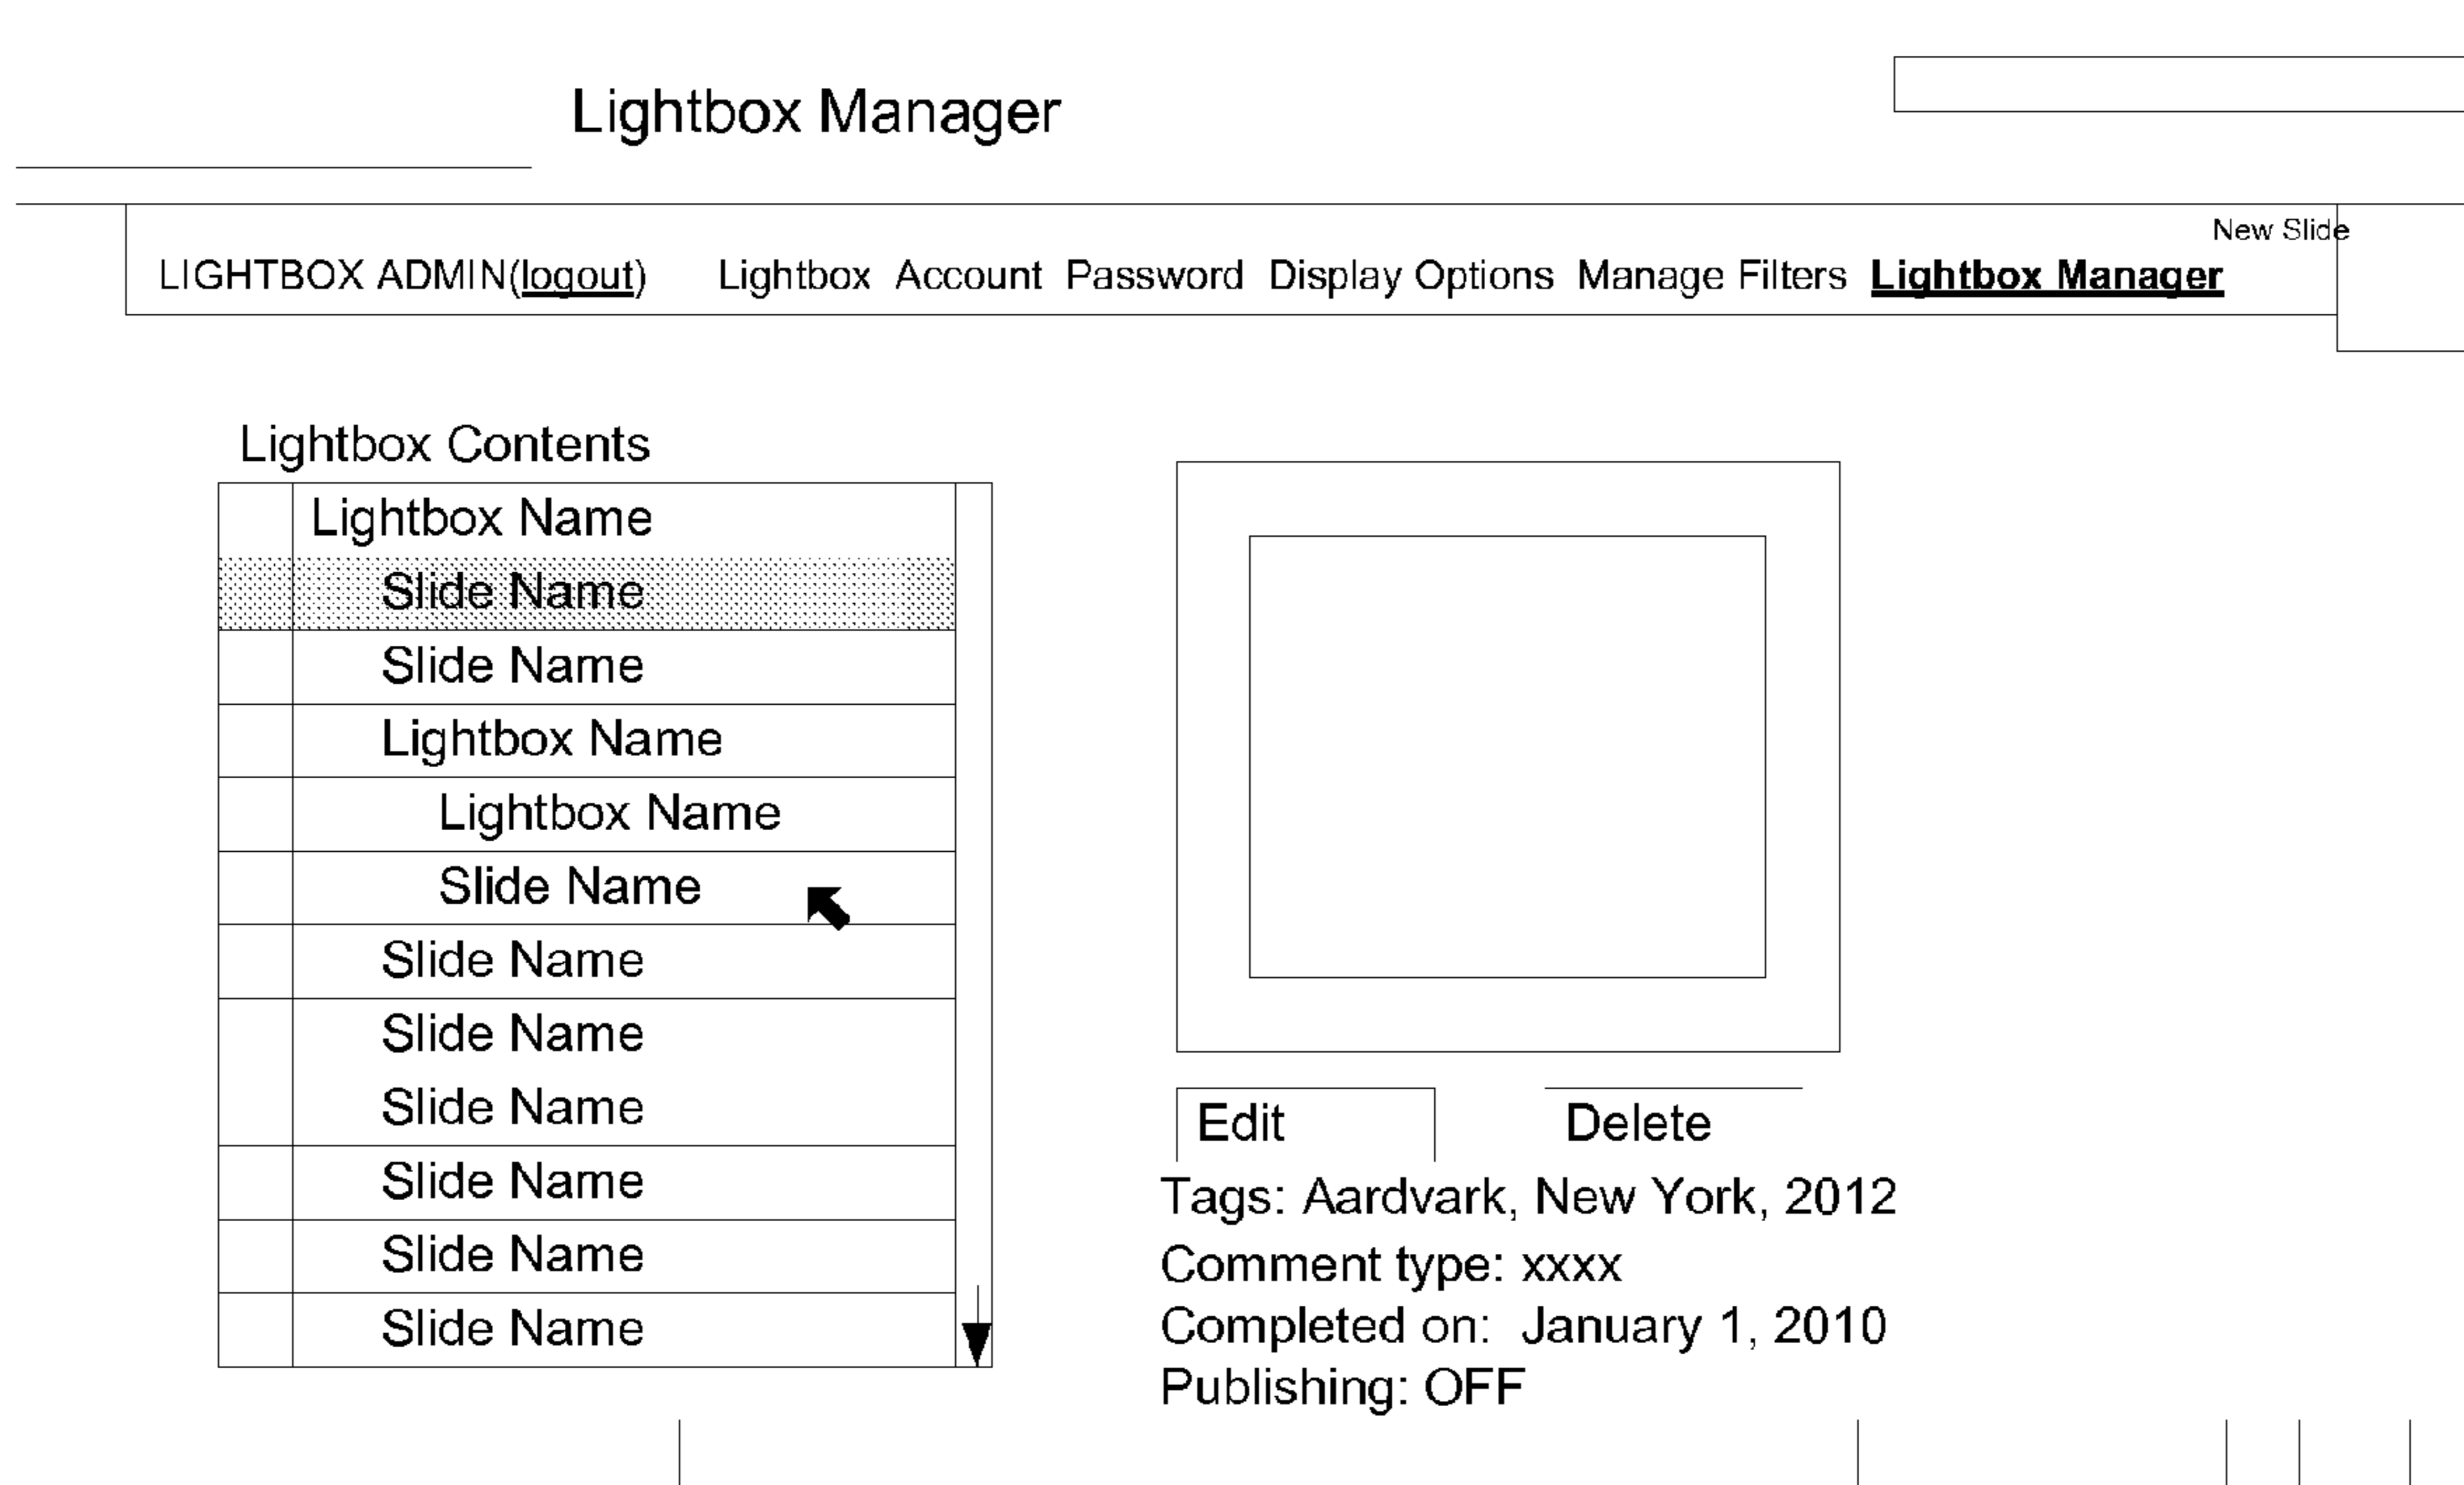 Lightbox Manager
New Slide
LIGHTBOX ADMIN(logout) Lightbox Account Password Display Options Manage Filters Lightbox Manager
Lightbox Contents
Lightbox Name
Slide Name
Slide Name
Lightbox Name
Lightbox Name
Slide Name
Slide Name
Slide Name
Slide Name
Slide Name
Slide Name
Slide Name
Edit
Delete
Tags: Aardvark, New York, 2012
Comment type: xxxx
Completed on: January 1, 2010
Publishing: OFF